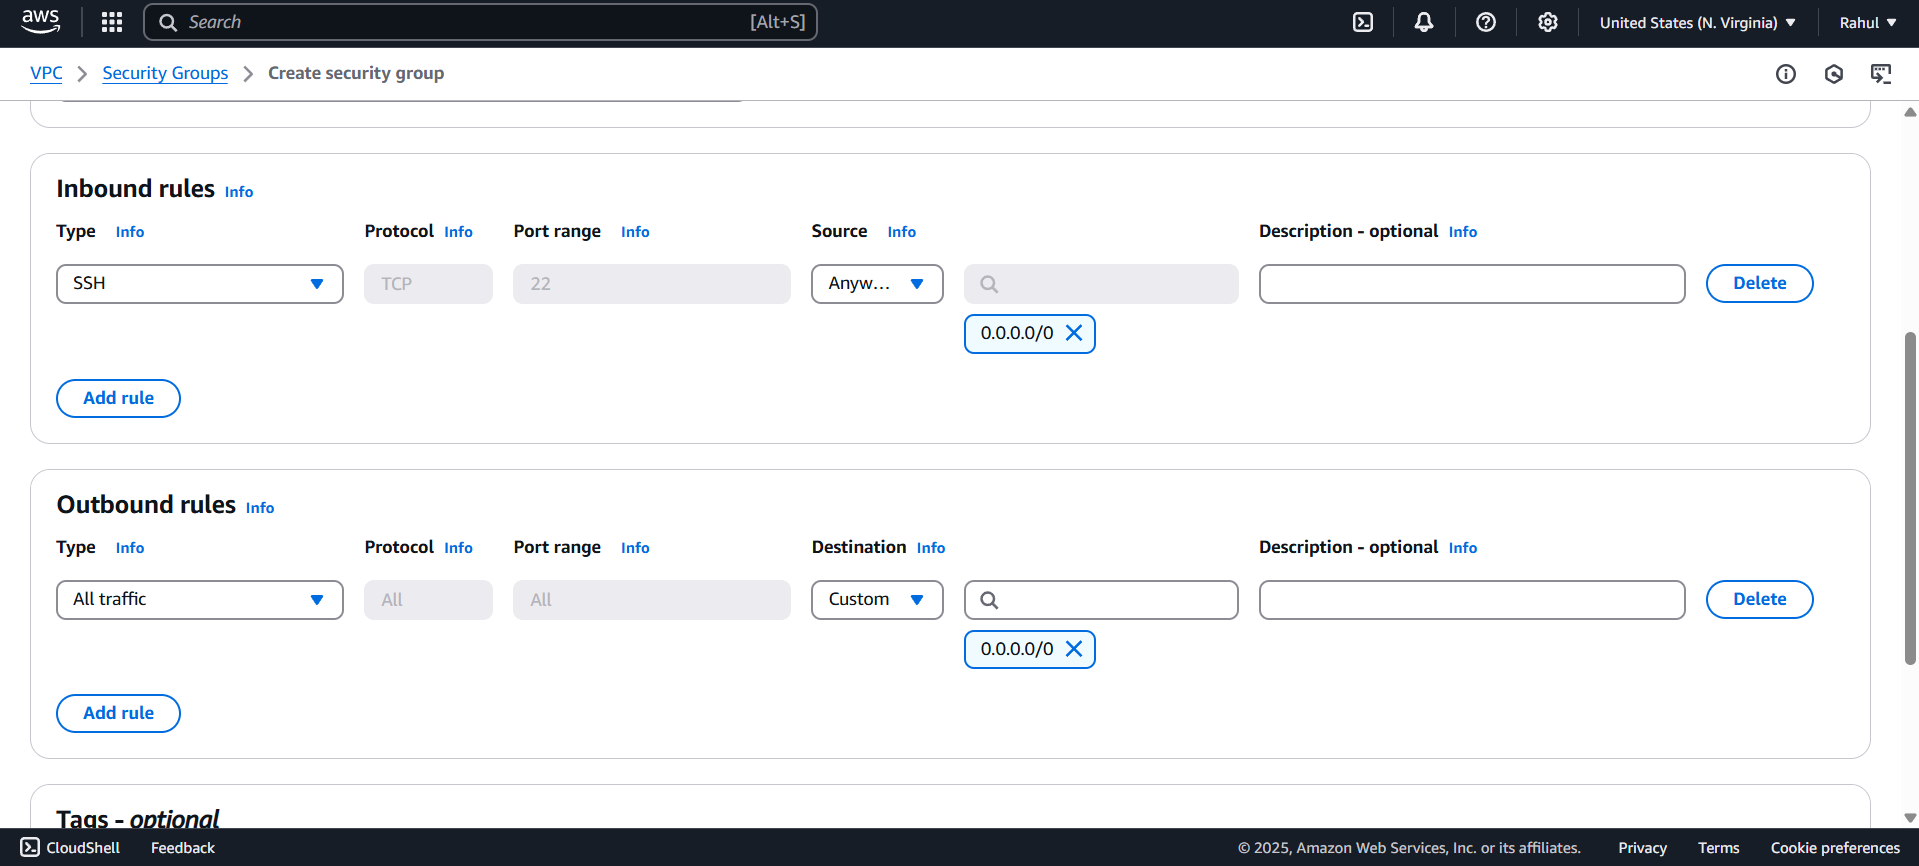 aws Search [Alt+S] United States (N. Virginia) Rahul
VPC Security Groups Create security group
Inbound rules Info
Type Info Protocol Info Port range Info Source Info Description - optional Info
SSH TCP 22 Anyw... Delete
0.0.0.0/0
Add rule
Outbound rules Info
Type Info Protocol Info Port range Info Destination Info Description - optional Info
All traffic All All Custom Delete
0.0.0.0/0
Add rule
Tags - optional
CloudShell Feedback © 2025, Amazon Web Services, Inc. or its affiliates. Privacy Terms Cookie preferences